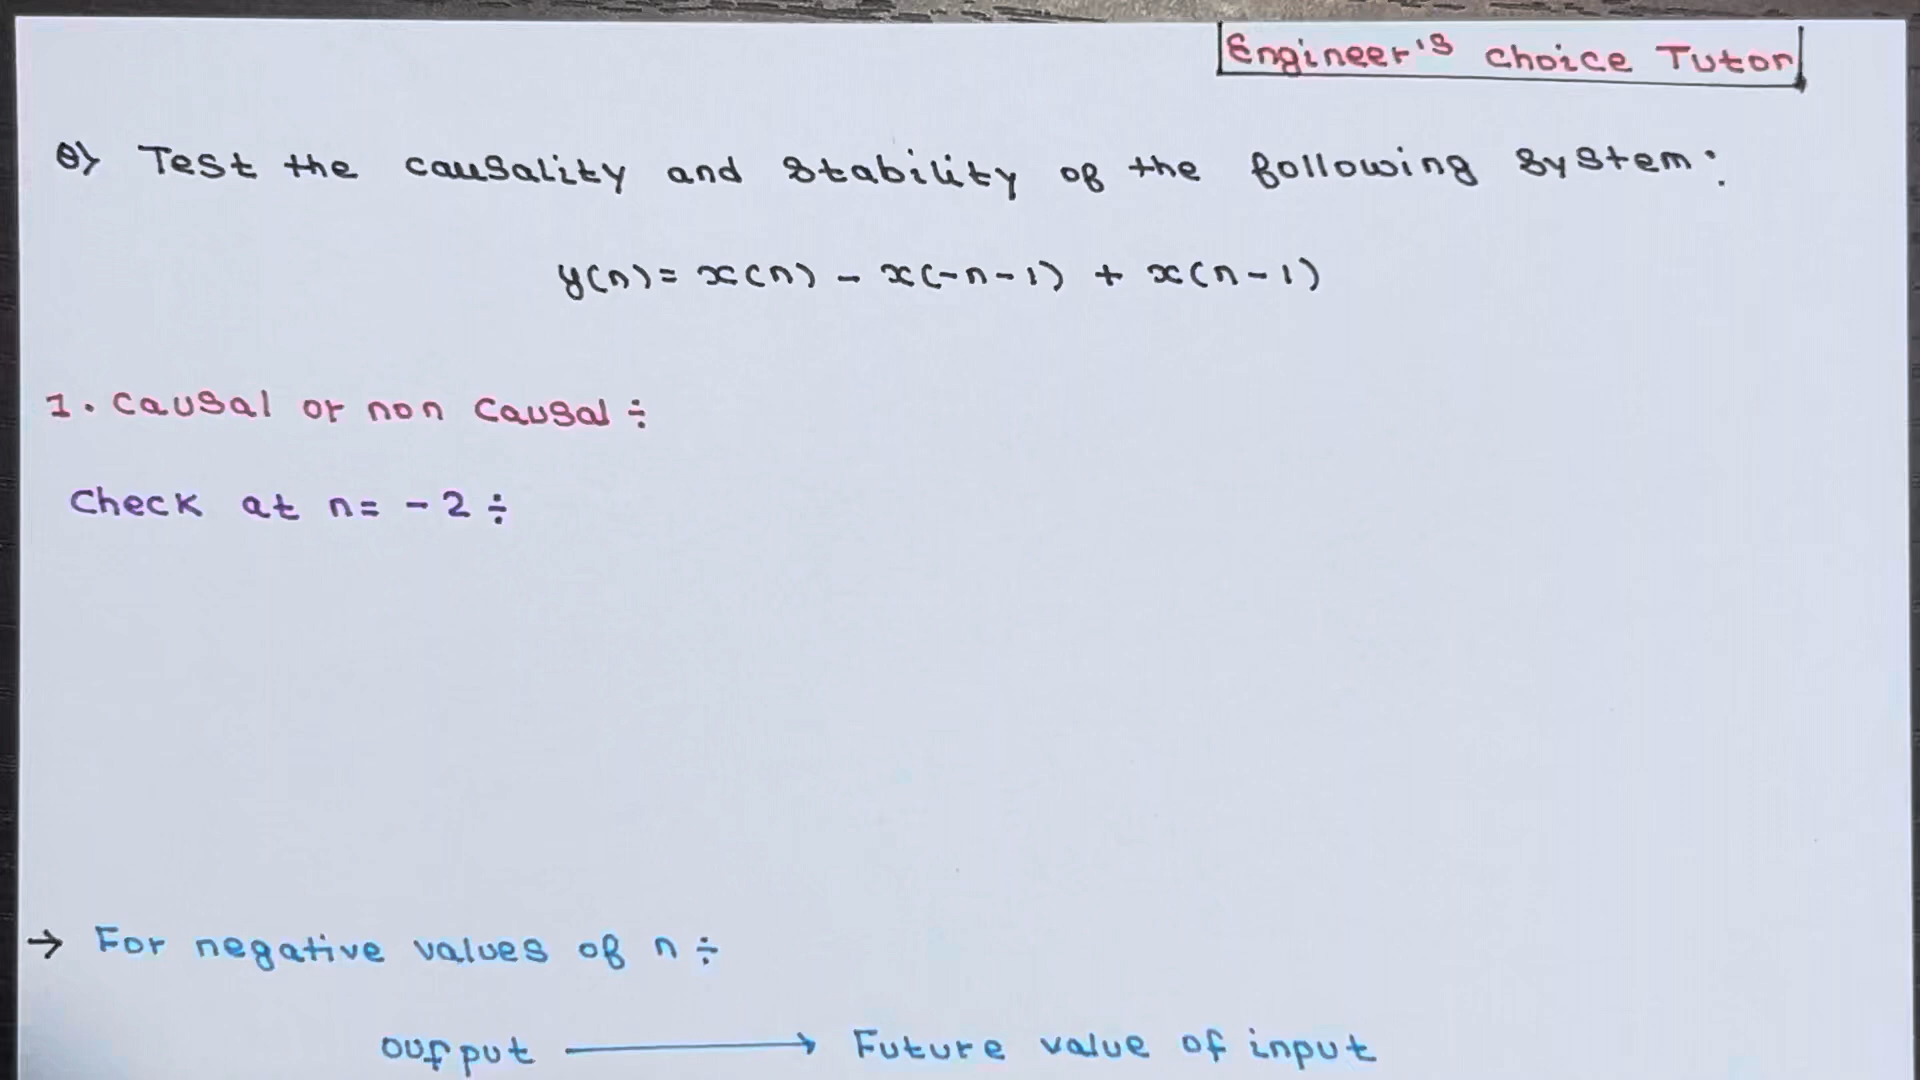 Engineer's Choice Tutor
Q) Test the causality and stability of the following system:
y(n) = x(n) - x(-n-1) + x(n-1)
1. Causal or non causal ÷
Check at n = -2 ÷
→ For negative values of n ÷
output → Future value of input